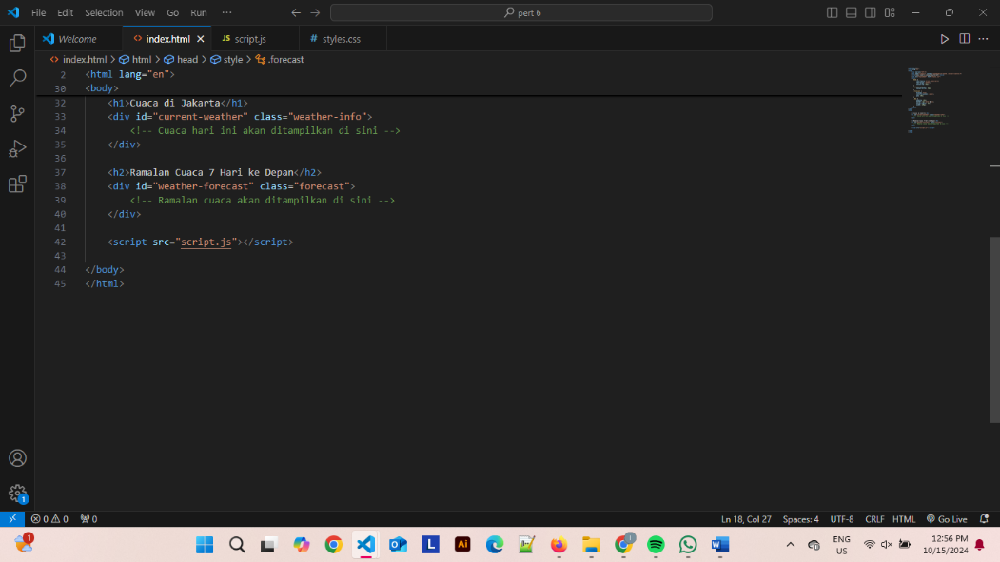 File Edit Selection View Go Run ··· pert 6
Welcome index.html JS script.js # styles.css
index.html > html > head > style > .forecast
2 <html lang="en">
30 <body>
32 <h1>Cuaca di Jakarta</h1>
33 <div id="current-weather" class="weather-info">
34 <!-- Cuaca hari ini akan ditampilkan di sini -->
35 </div>
36
37 <h2>Ramalan Cuaca 7 Hari ke Depan</h2>
38 <div id="weather-forecast" class="forecast">
39 <!-- Ramalan cuaca akan ditampilkan di sini -->
40 </div>
41
42 <script src="script.js"></script>
43
44 </body>
45 </html>
1
0 0 0 Ln 18, Col 27 Spaces: 4 UTF-8 CRLF HTML Go Live
1 L Ai W ENG US 12:56 PM 10/15/2024